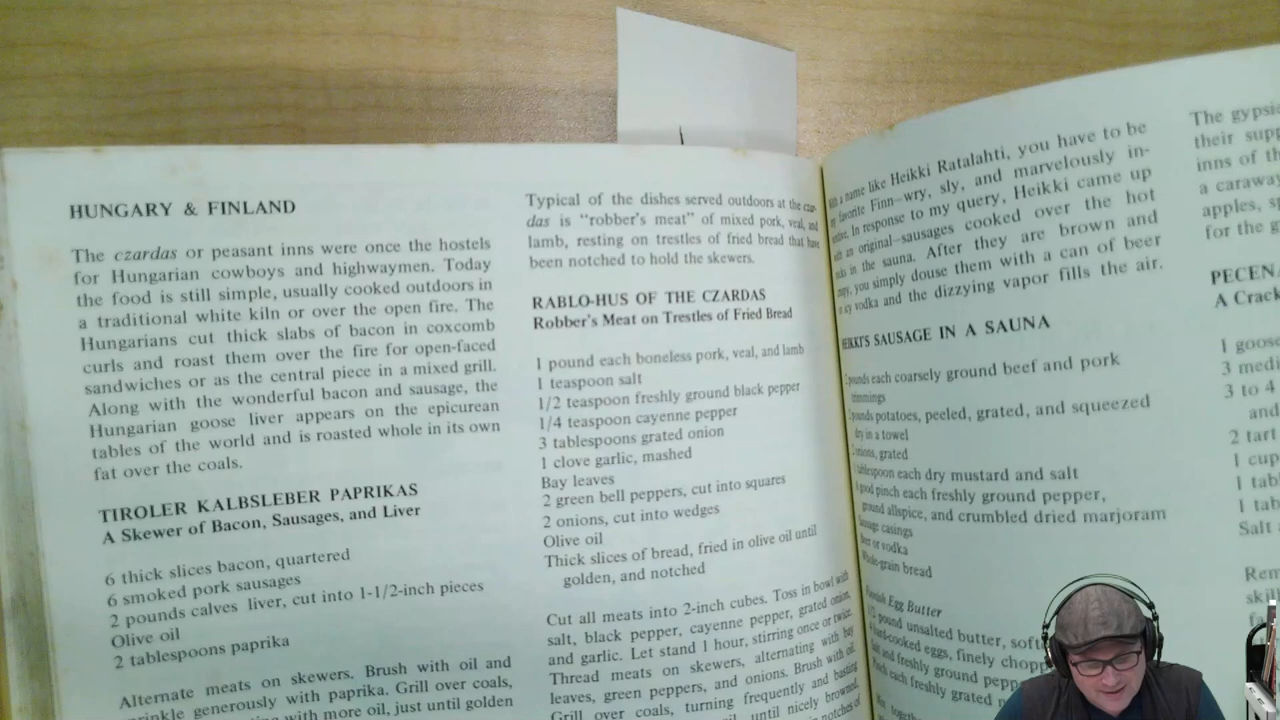 HUNGARY & FINLAND
The czardas or peasant inns were once the hostels
for Hungarian cowboys and highwaymen. Today
the food is still simple, usually cooked outdoors in
a traditional white kiln or over the open fire. The
Hungarians cut thick slabs of bacon in coxcomb
curls and roast them over the fire for open-faced
sandwiches or as the central piece in a mixed grill.
Along with the wonderful bacon and sausage, the
Hungarian goose liver appears on the epicurean
tables of the world and is roasted whole in its own
fat over the coals.
TIROLER KALBSLEBER PAPRIKAS
A Skewer of Bacon, Sausages, and Liver
6 thick slices bacon, quartered
6 smoked pork sausages
2 pounds calves liver, cut into 1-1/2-inch pieces
Olive oil
2 tablespoons paprika
Alternate meats on skewers. Brush with oil and
generously with paprika. Grill over coals,
with more oil, just until golden
Typical of the dishes served outdoors at the czar-
das is "robber's meat" of mixed pork, veal, and
lamb, resting on trestles of fried bread that have
been notched to hold the skewers.
RABLO-HUS OF THE CZARDAS
Robber's Meat on Trestles of Fried Bread
1 pound each boneless pork, veal, and lamb
1 teaspoon salt
1/2 teaspoon freshly ground black pepper
1/4 teaspoon cayenne pepper
3 tablespoons grated onion
1 clove garlic, mashed
Bay leaves
2 green bell peppers, cut into squares
2 onions, cut into wedges
Olive oil
Thick slices of bread, fried in olive oil until
golden, and notched
Cut all meats into 2-inch cubes. Toss in bowl with
salt, black pepper, cayenne pepper, grated onion,
and garlic. Let stand 1 hour, stirring once or twice.
Thread meats on skewers, alternating with bay
leaves, green peppers, and onions. Brush with oil.
Grill over coals, turning frequently and basting
oil, until nicely browned,
notches of
a name like Heikki Ratalahti, you have to be
favorite Finn—wry, sly, and marvelously in-
In response to my query, Heikki came up
an original—sausages cooked over the hot
in the sauna. After they are brown and
you simply douse them with a can of beer
vodka and the dizzying vapor fills the air.
HEIKKI'S SAUSAGE IN A SAUNA
pounds each coarsely ground beef and pork
trimmings
pounds potatoes, peeled, grated, and squeezed
dry in a towel
onions, grated
tablespoon each dry mustard and salt
good pinch each freshly ground pepper,
ground allspice, and crumbled dried marjoram
Sausage casings
Beer or vodka
Whole-grain bread
Egg Butter
pound unsalted butter,
hard-cooked eggs, finely
Salt and freshly ground
Pinch each freshly grated
The
their
inns of
a caraway
apples,
for the
A
1 goose
3
3 to 4
and
2 tart
1 cup
1
1
Salt